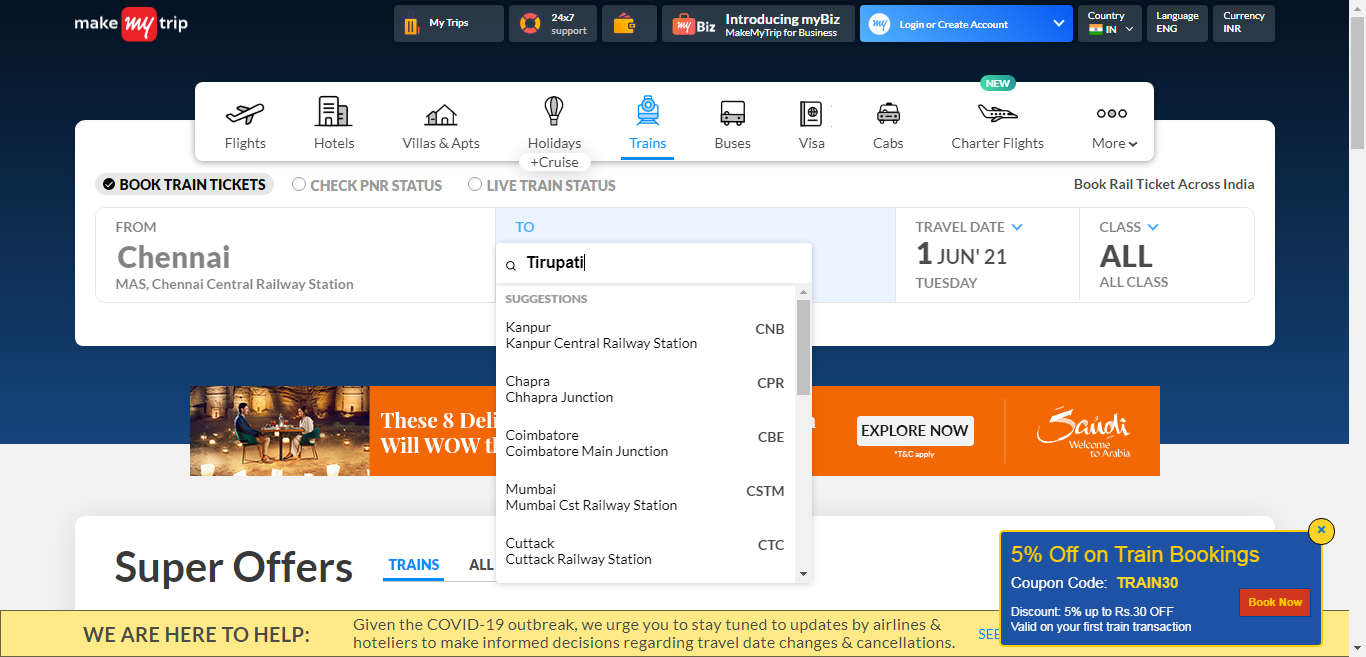 make my trip
My Trips
24x7
support
myBiz
Introducing myBiz
MakeMyTrip for Business
my
Login or Create Account
Country
IN
Language
ENG
Currency
INR
NEW
Flights
Hotels
Villas & Apts
Holidays
+Cruise
Trains
Buses
Visa
Cabs
Charter Flights
More
BOOK TRAIN TICKETS
CHECK PNR STATUS
LIVE TRAIN STATUS
Book Rail Ticket Across India
FROM
Chennai
MAS, Chennai Central Railway Station
TO
Tirupati
TRAVEL DATE
1 JUN' 21
TUESDAY
CLASS
ALL
ALL CLASS
SUGGESTIONS
Kanpur
Kanpur Central Railway Station
CNB
Chapra
Chhapra Junction
CPR
Coimbatore
Coimbatore Main Junction
CBE
Mumbai
Mumbai Cst Railway Station
CSTM
Cuttack
Cuttack Railway Station
CTC
These 8 Deli
Will WOW th
EXPLORE NOW
*T&C apply
Saudi
Welcome
to Arabia
Super Offers
TRAINS
ALL
5% Off on Train Bookings
Coupon Code: TRAIN30
Discount: 5% up to Rs.30 OFF
Valid on your first train transaction
Book Now
WE ARE HERE TO HELP:
Given the COVID-19 outbreak, we urge you to stay tuned to updates by airlines &
hoteliers to make informed decisions regarding travel date changes & cancellations.
SEE